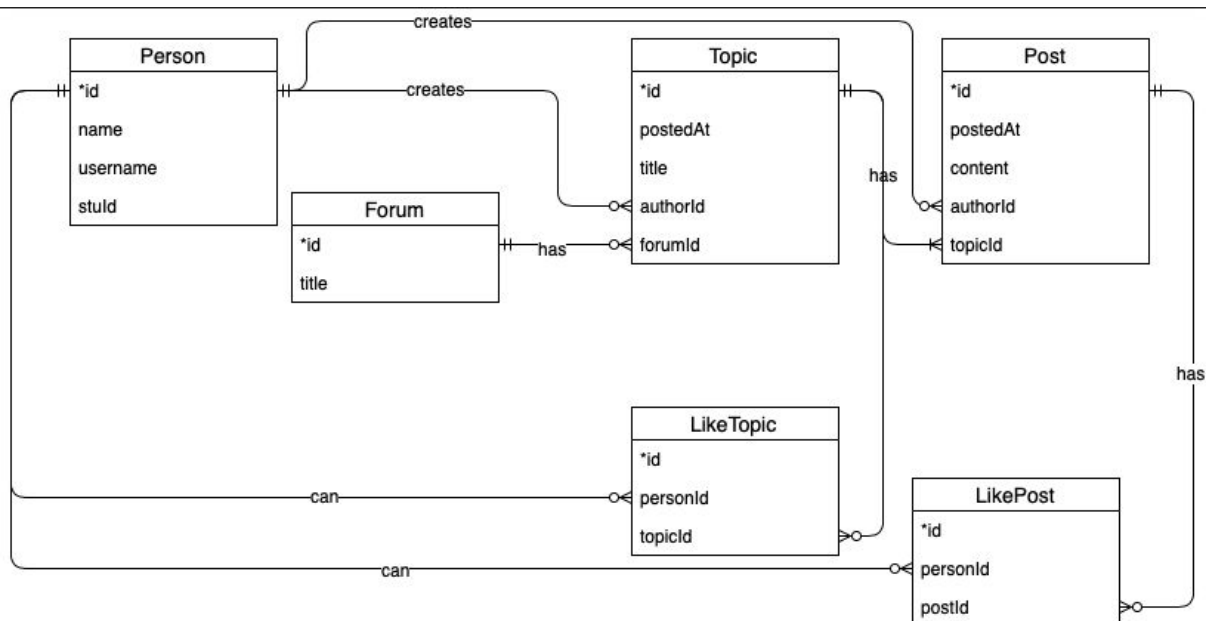 creates
Person
*id
name
username
stuId
creates
Forum
*id
title
has
Topic
*id
postedAt
title
authorId
forumId
has
Post
*id
postedAt
content
authorId
topicId
has
LikeTopic
*id
personId
topicId
can
LikePost
*id
personId
postId
can